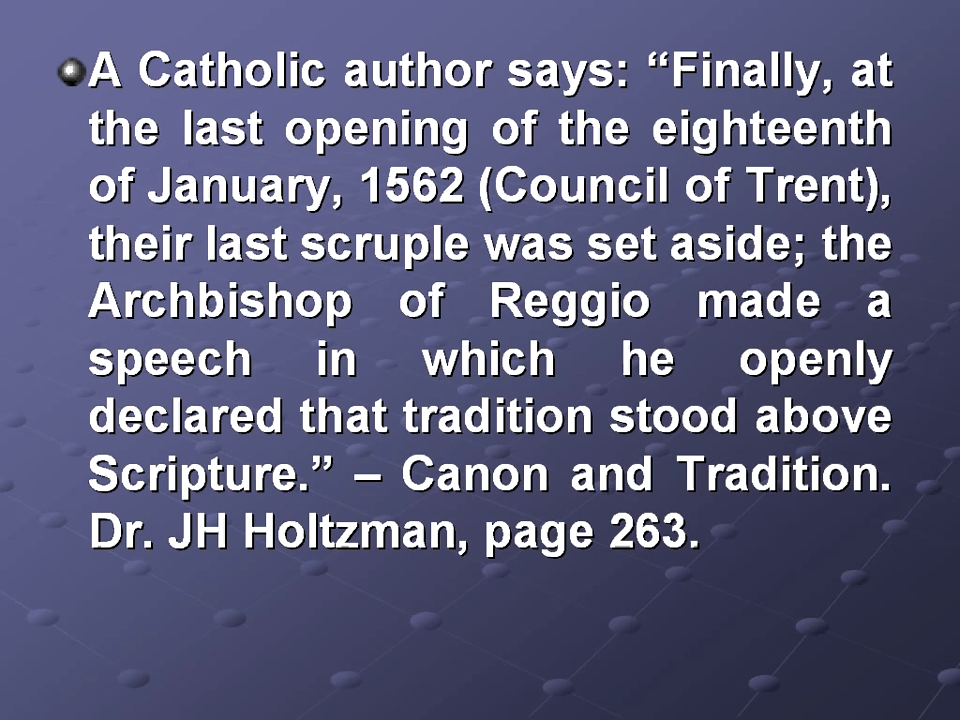 A Catholic author says: “Finally, at
the last opening of the eighteenth
of January, 1562 (Council of Trent),
their last scruple was set aside; the
Archbishop of Reggio made a
speech in which he openly
declared that tradition stood above
Scripture.” – Canon and Tradition.
Dr. JH Holtzman, page 263.